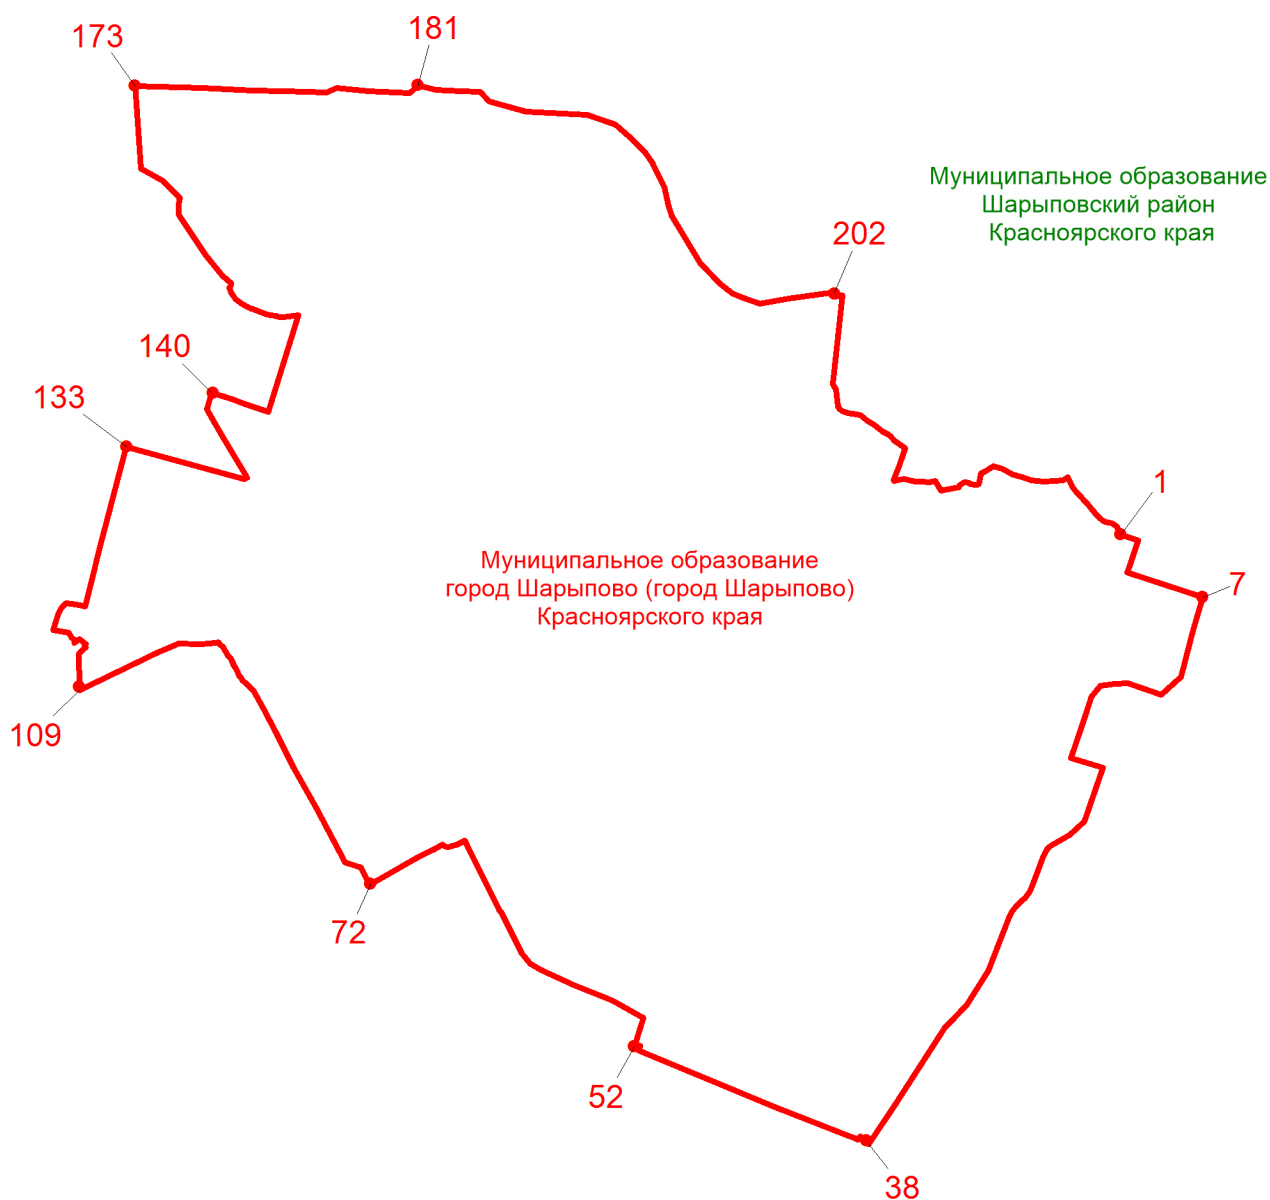 181
173
Муниципальное образование
Шарыповский район
Красноярского края
202
140
133
1
Муниципальное образование
город Шарыпово (город Шарыпово)
Красноярского края
7
109
72
52
38